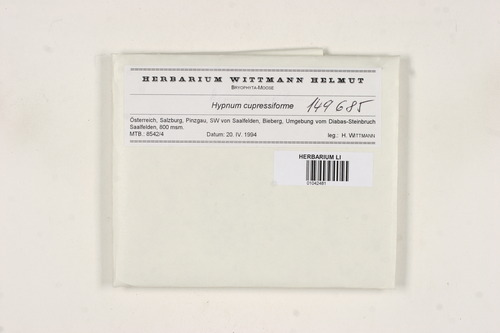 HERBARIUM WITTMANN HELMUT
BRYOPHYTA-MOOSE
Hypnum cupressiforme 149685
Österreich, Salzburg, Pinzgau, SW von Saalfelden, Bieberg, Umgebung vom Diabas-Steinbruch
Saalfelden, 800 msm.
MTB.: 8542/4 Datum: 20. IV. 1994 leg.: H. WITTMANN
HERBARIUM LI
01042481